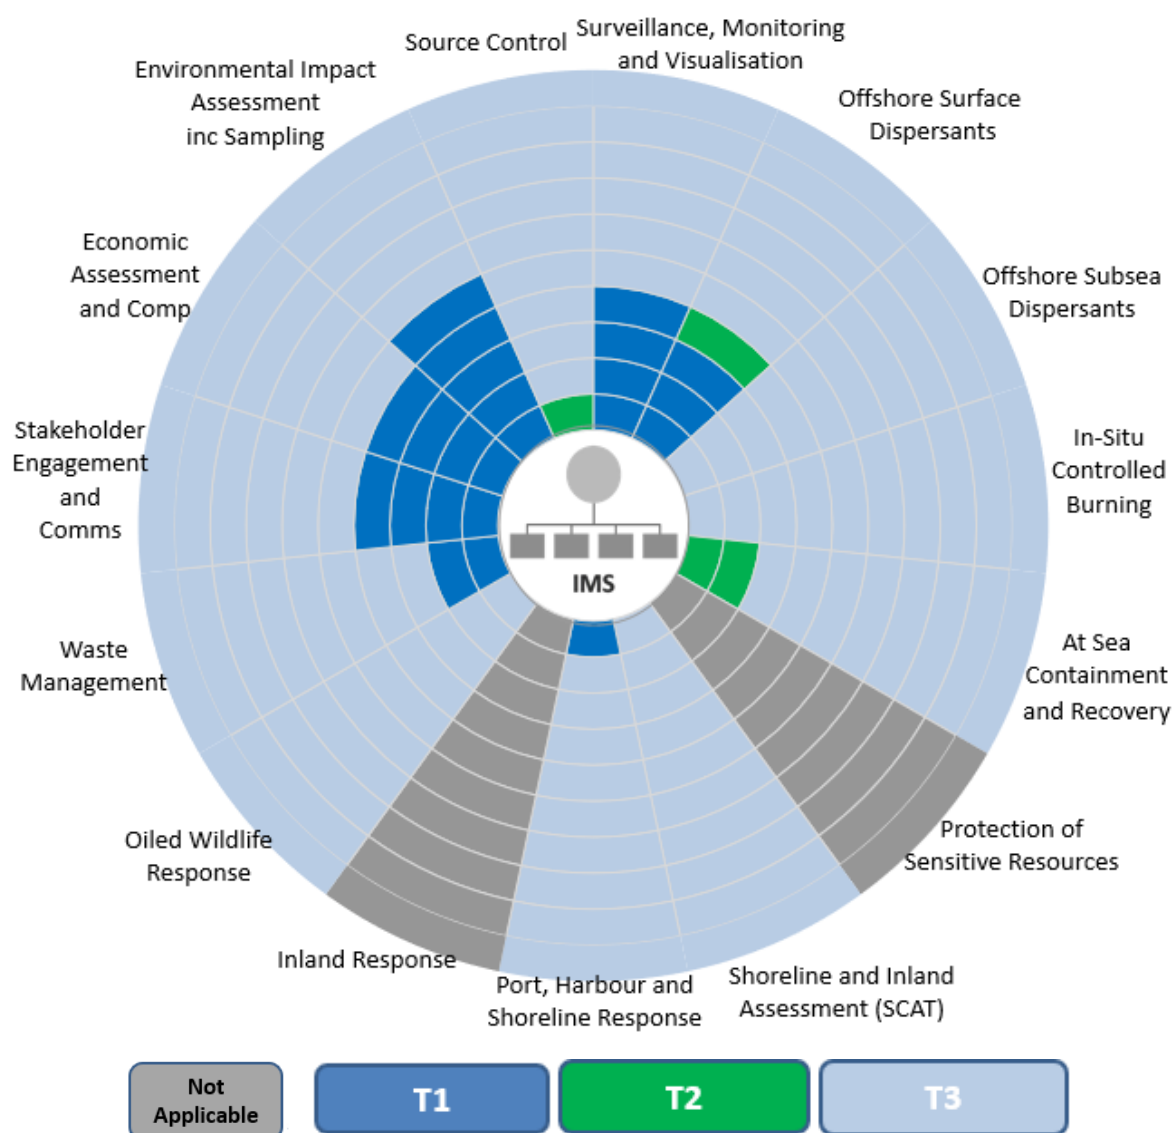 Source Control
Surveillance, Monitoring
and Visualisation
Offshore Surface
Dispersants
Offshore Subsea
Dispersants
In-Situ
Controlled
Burning
At Sea
Containment
and Recovery
Protection of
Sensitive Resources
Shoreline and Inland
Assessment (SCAT)
Port, Harbour and
Shoreline Response
Inland Response
Oiled Wildlife
Response
Waste
Management
Stakeholder
Engagement
and
Comms
Economic
Assessment
and Comp
Environmental Impact
Assessment
inc Sampling
IMS
Not
Applicable
T1
T2
T3